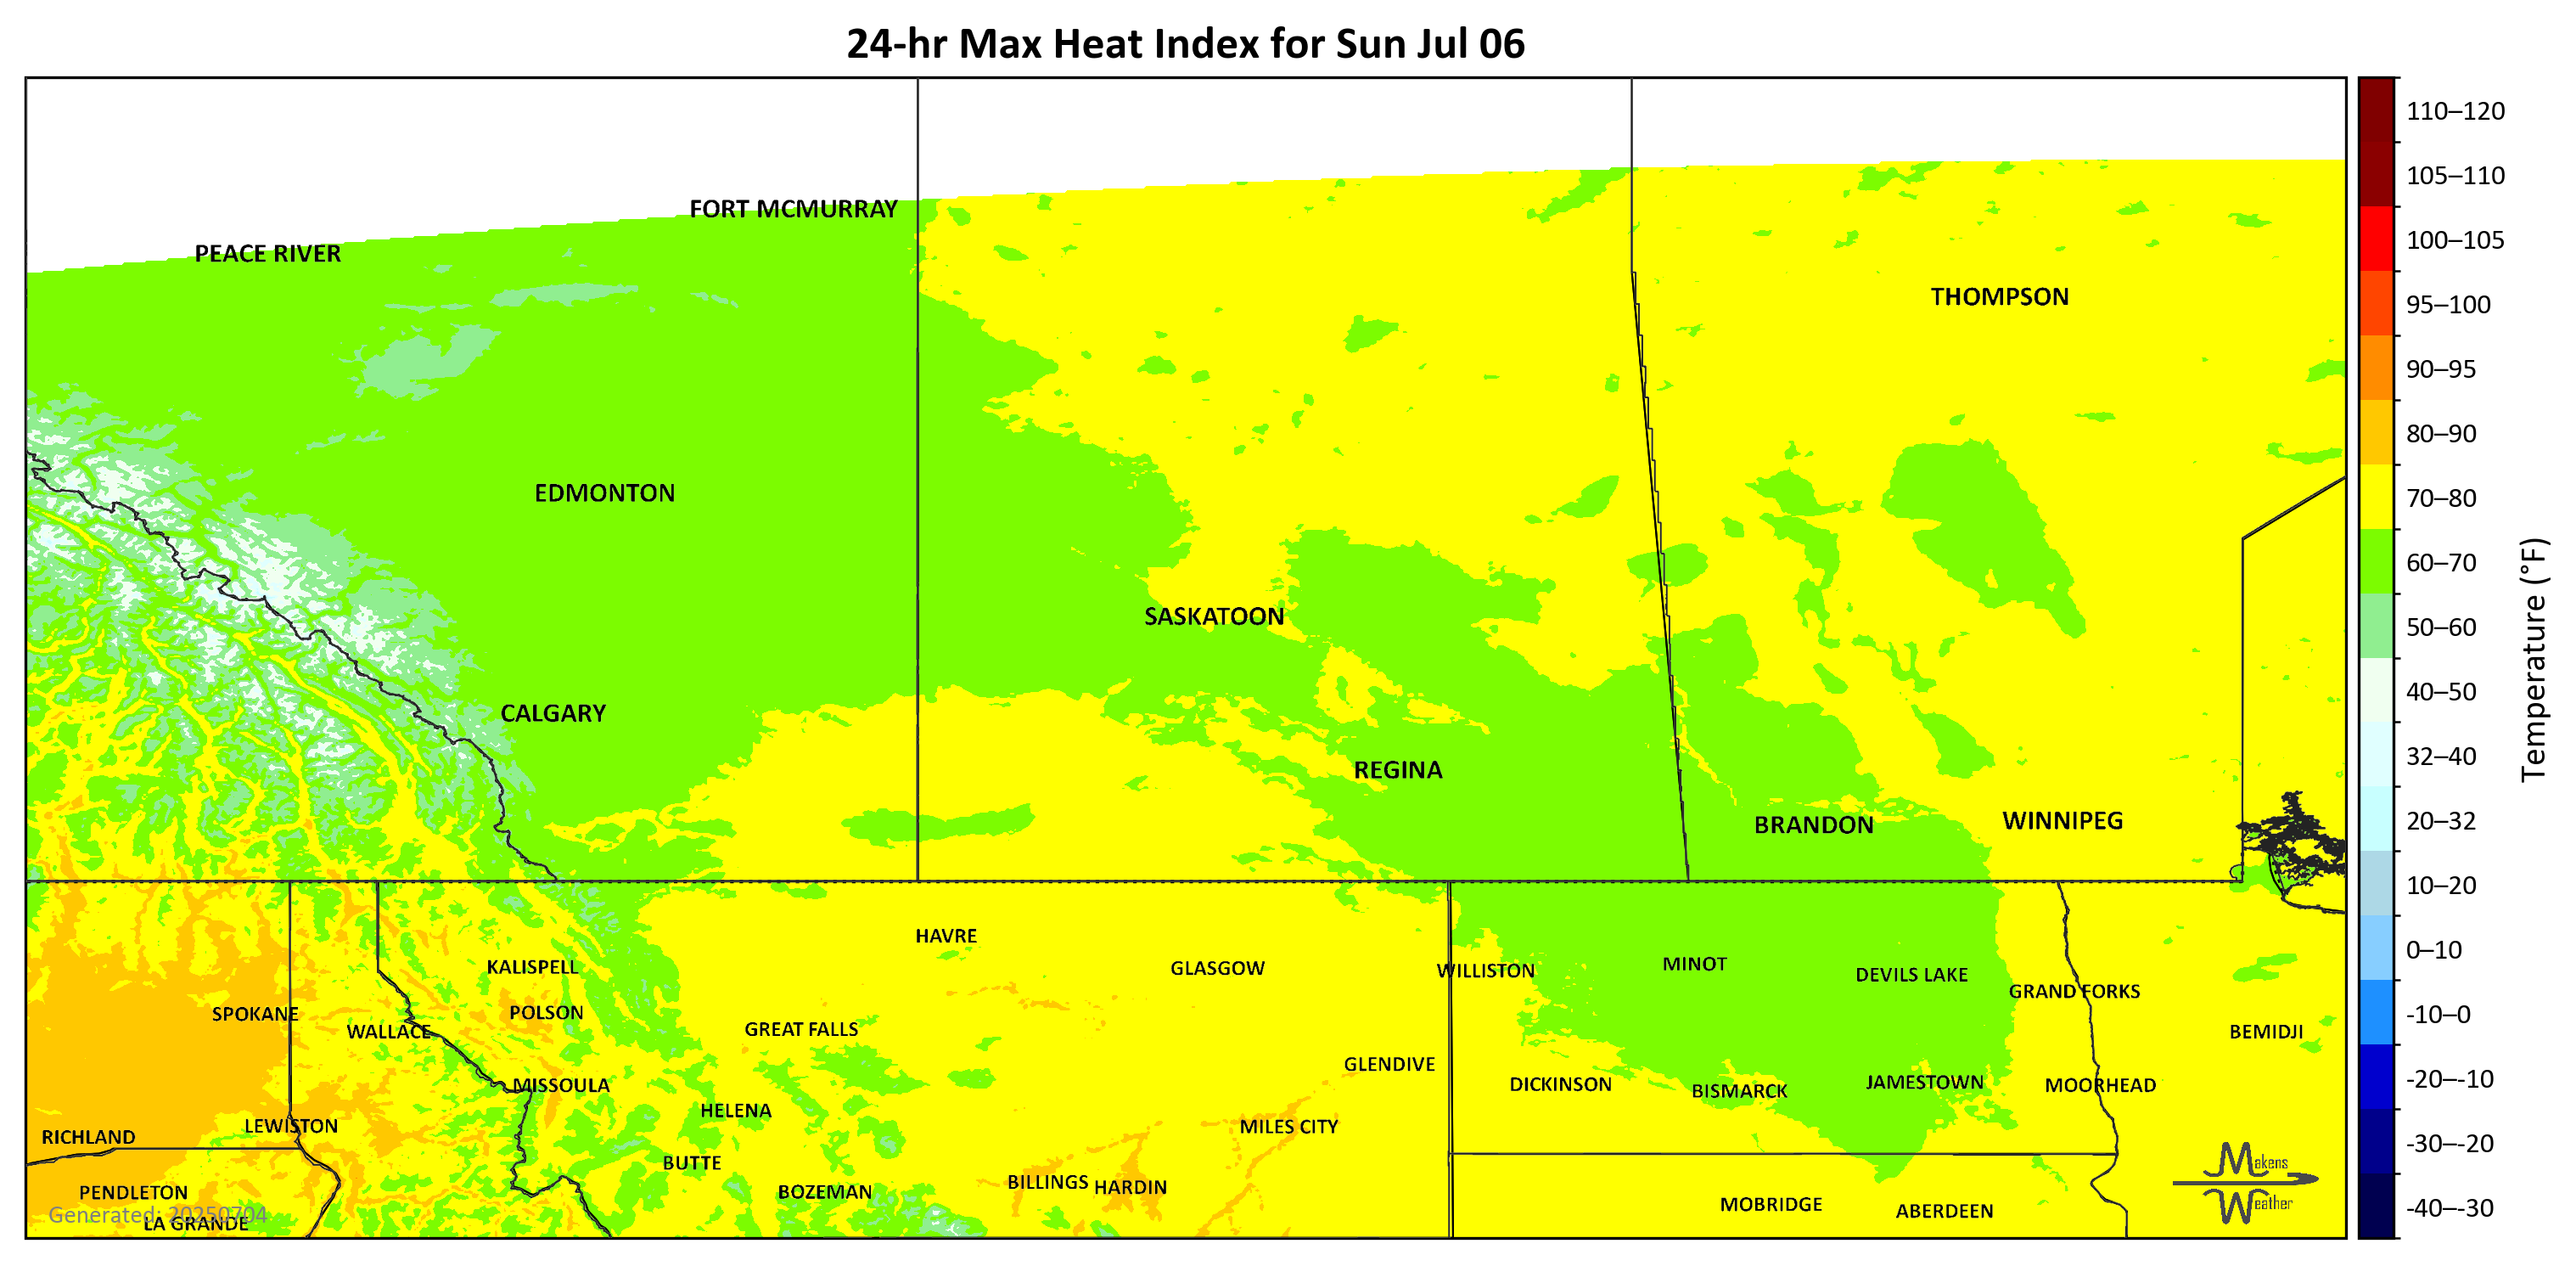 24-hr Max Heat Index for Sun Jul 06
FORT MCMURRAY
PEACE RIVER
THOMPSON
EDMONTON
SASKATOON
CALGARY
REGINA
BRANDON
WINNIPEG
HAVRE
KALISPELL
GLASGOW
WILLISTON
MINOT
DEVILS LAKE
SPOKANE
POLSON
GRAND FORKS
WALLACE
GREAT FALLS
BEMIDJI
GLENDIVE
MISSOULA
DICKINSON
BISMARCK
JAMESTOWN
MOORHEAD
HELENA
LEWISTON
MILES CITY
RICHLAND
BUTTE
BILLINGS
HARDIN
PENDLETON
BOZEMAN
MOBRIDGE
ABERDEEN
Generated: 20250704
LA GRANDE
Makens
Weather
110–120
105–110
100–105
95–100
90–95
80–90
70–80
60–70
50–60
40–50
32–40
20–32
10–20
0–10
-10–0
-20–-10
-30–-20
-40–-30
Temperature (°F)